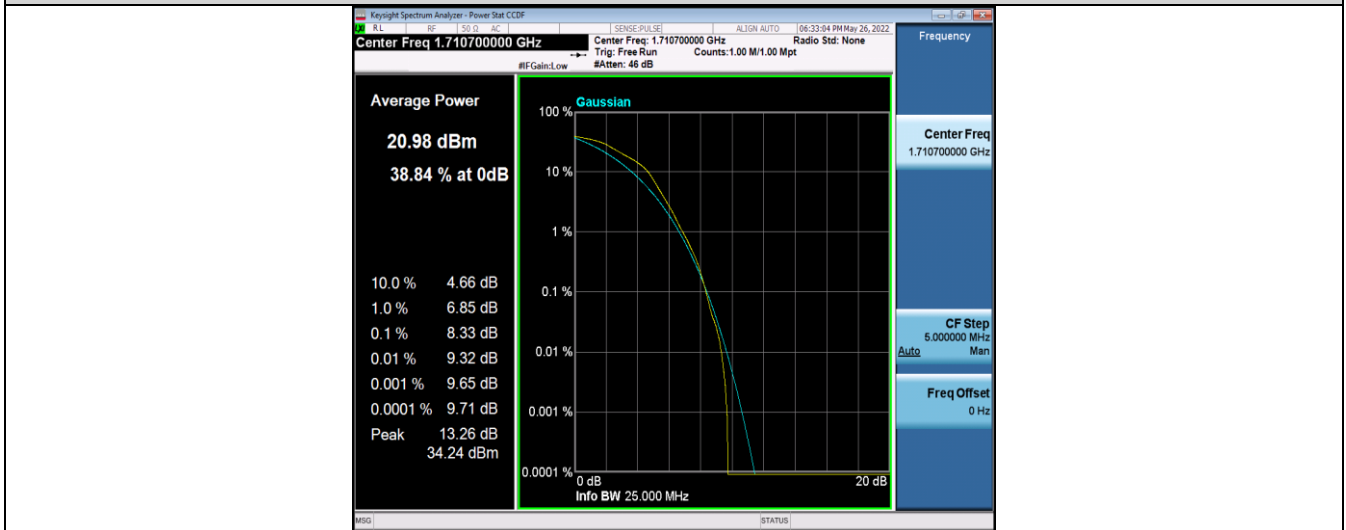 Keysight Spectrum Analyzer - Power Stat CCDF
RL RF 50 Ω AC SENSE:PULSE ALIGN AUTO 06:33:04 PM May 26, 2022
Center Freq 1.710700000 GHz
Center Freq: 1.710700000 GHz Radio Std: None
Trig: Free Run Counts:1.00 M/1.00 Mpt
#IFGain:Low #Atten: 46 dB
Frequency
Average Power
20.98 dBm
38.84 % at 0dB
10.0 % 4.66 dB
1.0 % 6.85 dB
0.1 % 8.33 dB
0.01 % 9.32 dB
0.001 % 9.65 dB
0.0001 % 9.71 dB
Peak 13.26 dB
34.24 dBm
Gaussian
100 %
10 %
1 %
0.1 %
0.01 %
0.001 %
0.0001 %
0 dB 20 dB
Info BW 25.000 MHz
Center Freq
1.710700000 GHz
CF Step
5.000000 MHz
Auto Man
Freq Offset
0 Hz
MSG STATUS